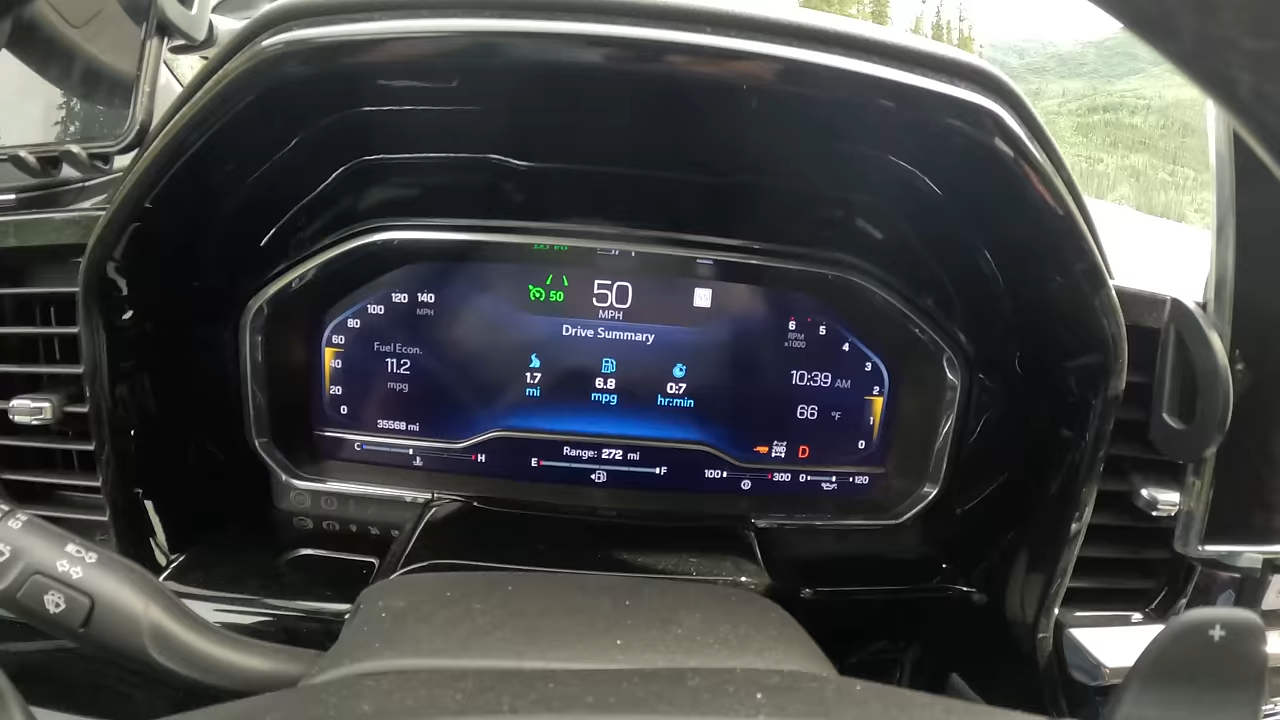 50
50
MPH
Drive Summary
120 140
MPH
100
80
60
40
20
0
Fuel Econ.
11.2
mpg
35568 mi
1.7
mi
6.8
mpg
0:7
hr:min
6
5
4
3
2
1
0
RPM
x1000
10:39 AM
66 °F
2WD
D
C H
Range: 272 mi
E F
100 300
0 120
+